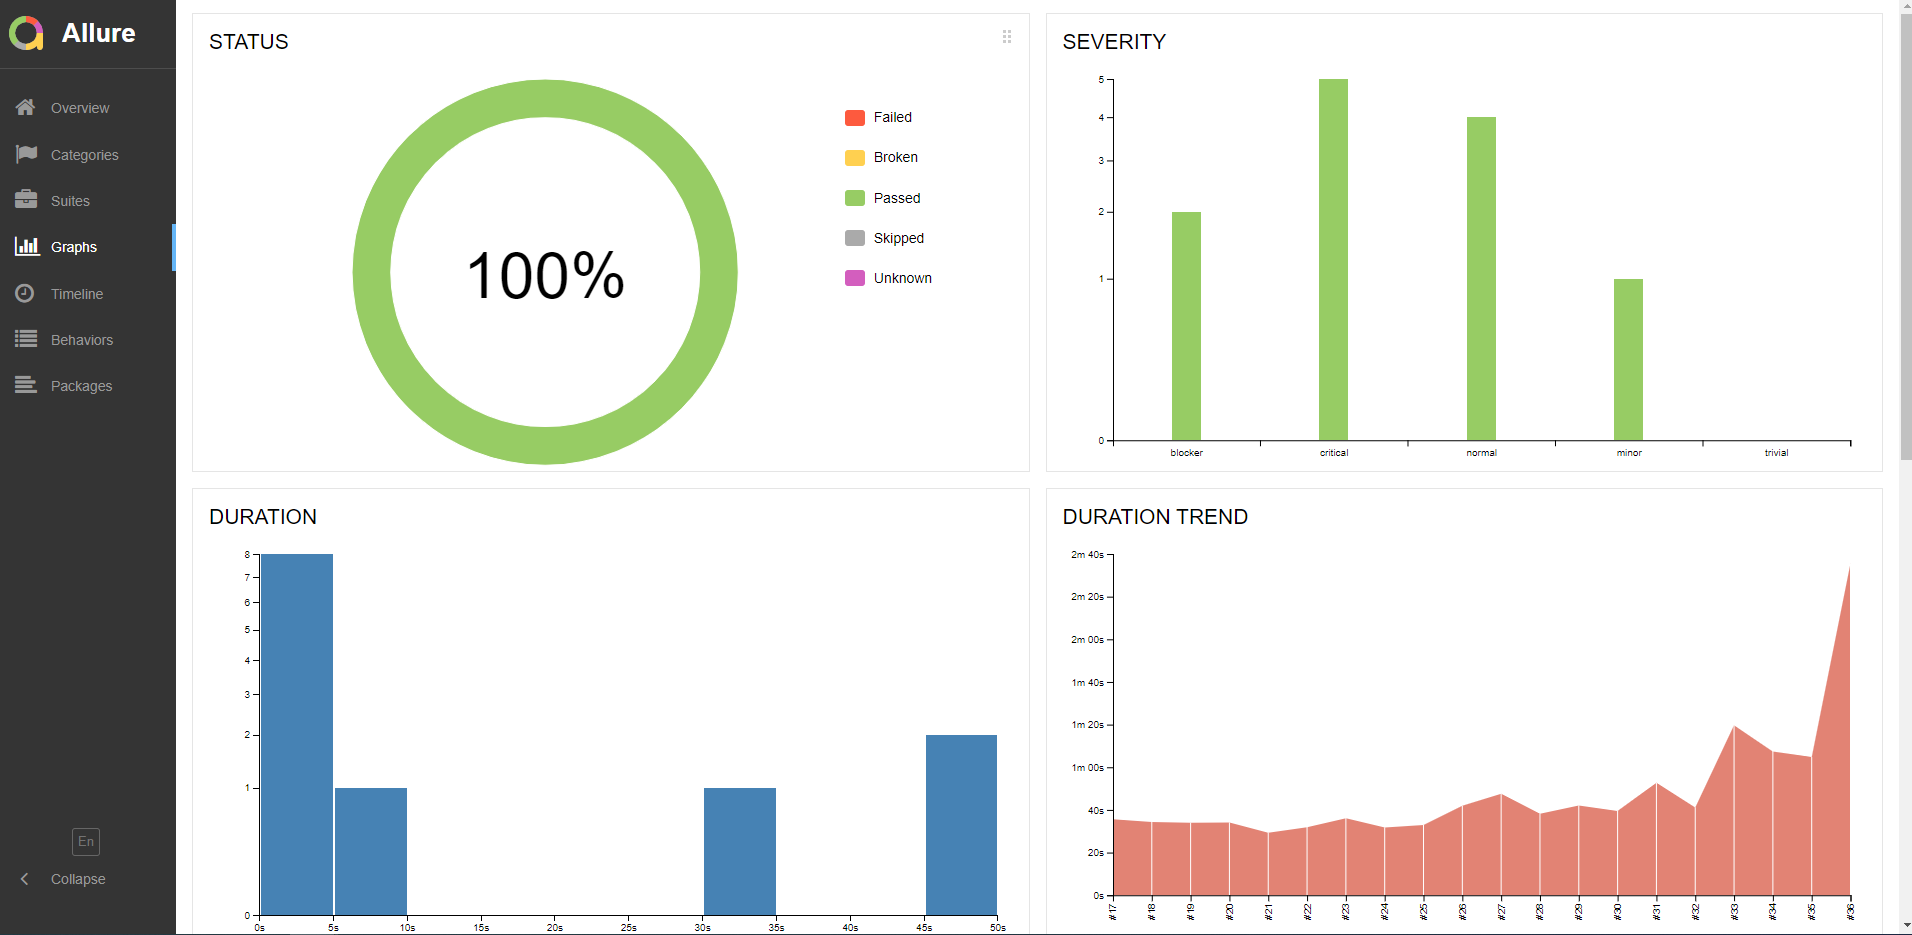 Allure
Overview
Categories
Suites
Graphs
Timeline
Behaviors
Packages
En
Collapse
STATUS
100%
Failed
Broken
Passed
Skipped
Unknown
SEVERITY
5
4
3
2
1
0
blocker critical normal minor trivial
DURATION
8
7
6
5
4
3
2
1
0
0s 5s 10s 15s 20s 25s 30s 35s 40s 45s 50s
DURATION TREND
2m 40s
2m 20s
2m 00s
1m 40s
1m 20s
1m 00s
40s
20s
0s
#17 #18 #19 #20 #21 #22 #23 #24 #25 #26 #27 #28 #29 #30 #31 #32 #33 #34 #35 #36